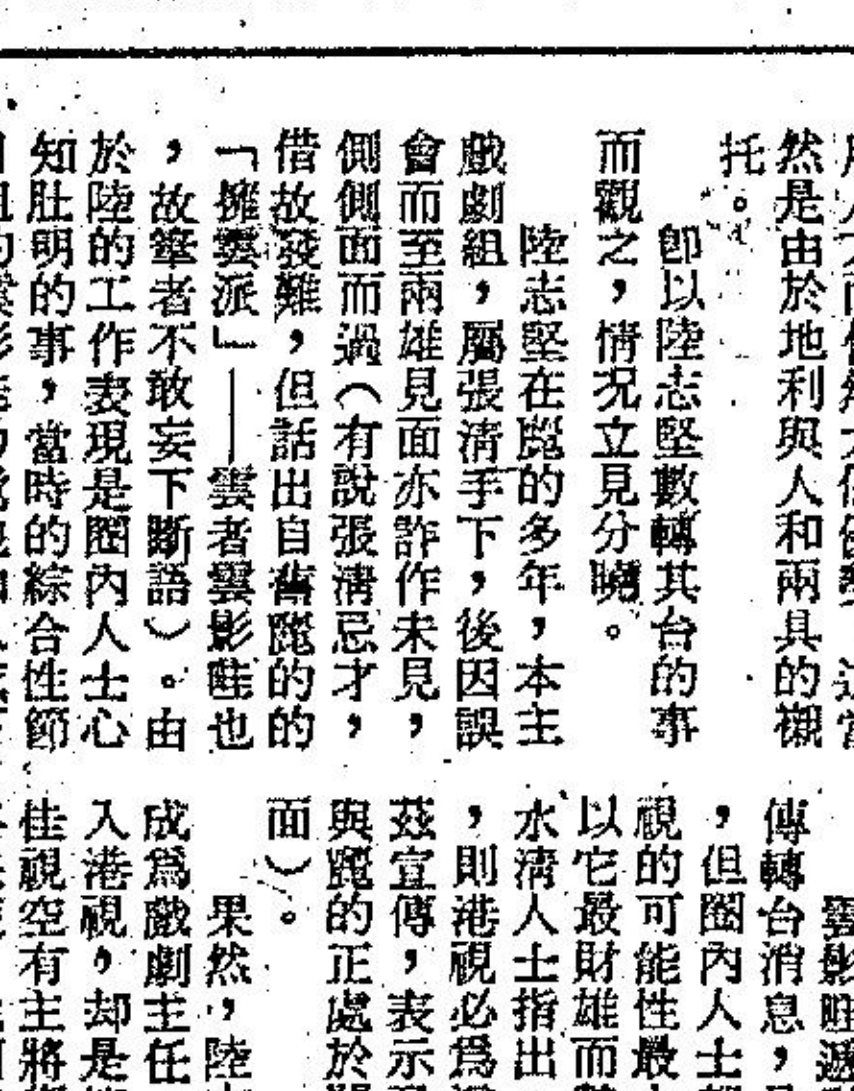 然是由於地利與人和兩具的襯
托。
卽以陸志堅數轉其台的事
而觀之，情況立見分曉。
陸志堅在麗的多年，本主
戲劇組，屬張清手下，後因誤
會而至兩雄見面亦詐作未見，
側側面而過（有說張清忌才，
借故發難，但話出自舊麗的的
「擁雲派」——雲者雲影畦也
，故筆者不敢妄下斷語）。由
於陸的工作表現是圈內人士心
知肚明的事，當時的綜合性節
雲影畦遞
傳轉台消息，
，但圈內人士
視的可能性最
以它最財雄而
水清人士指出
，則港視必爲
茲宣傳，表示
與麗的正處於
面）。
果然，陸
成爲戲劇主任
入港視，却是
佳視空有主將